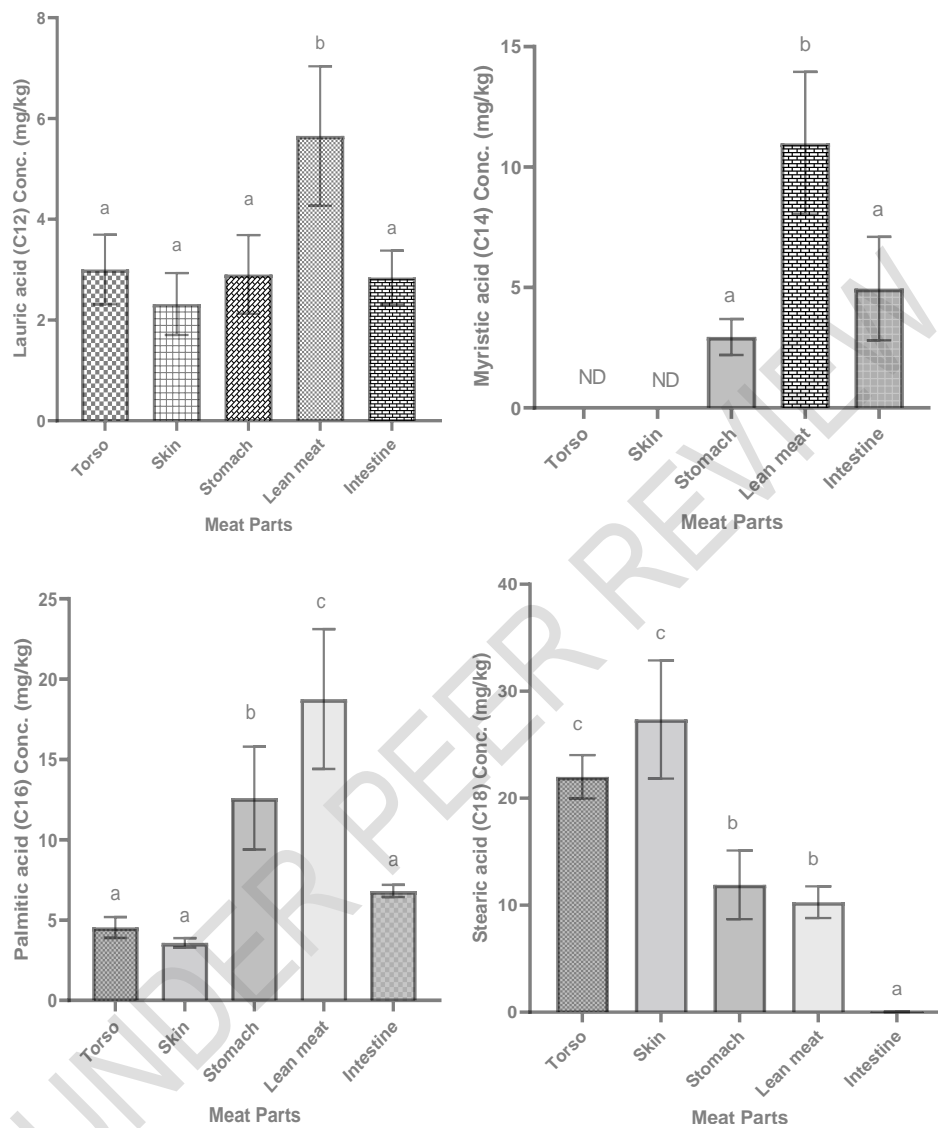 Lauric acid (C12) Conc. (mg/kg)
8
6
4
2
0
a
a
a
b
a
Torso
Skin
Stomach
Lean meat
Intestine
Meat Parts
Myristic acid (C14) Conc. (mg/kg)
15
10
5
0
ND
ND
a
b
a
Torso
Skin
Stomach
Lean meat
Intestine
Meat Parts
Palmitic acid (C16) Conc. (mg/kg)
25
20
15
10
5
0
a
a
b
c
a
Torso
Skin
Stomach
Lean meat
Intestine
Meat Parts
Stearic acid (C18) Conc. (mg/kg)
40
30
20
10
0
c
c
b
b
a
Torso
Skin
Stomach
Lean meat
Intestine
Meat Parts
UNDER PEER REVIEW